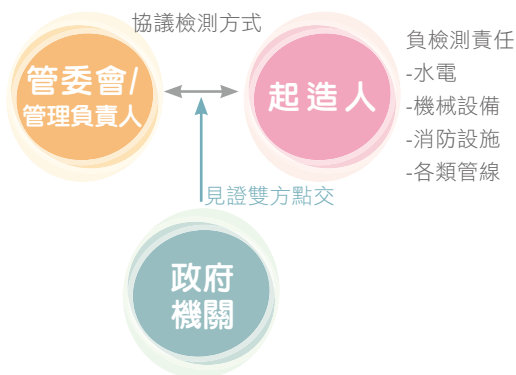 協議檢測方式
管委會/
管理負責人
起造人
負檢測責任
-水電
-機械設備
-消防設施
-各類管線
見證雙方點交
政府
機關